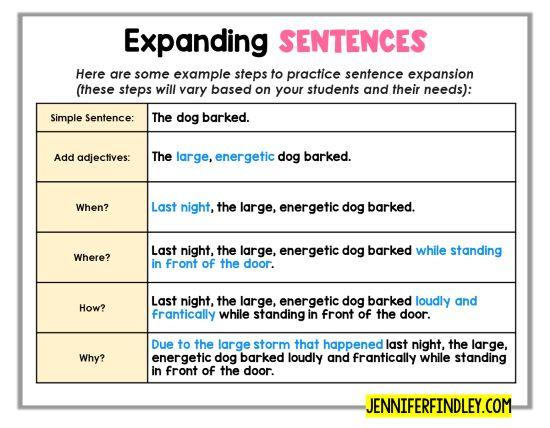 Expanding SENTENCES
Here are some example steps to practice sentence expansion
(these steps will vary based on your students and their needs):
Simple Sentence: The dog barked.
Add adjectives: The large, energetic dog barked.
When? Last night, the large, energetic dog barked.
Where? Last night, the large, energetic dog barked while standing
in front of the door.
How? Last night, the large, energetic dog barked loudly and
frantically while standing in front of the door.
Why? Due to the large storm that happened last night, the large,
energetic dog barked loudly and frantically while standing
in front of the door.
JENNIFERFINDLEY.COM